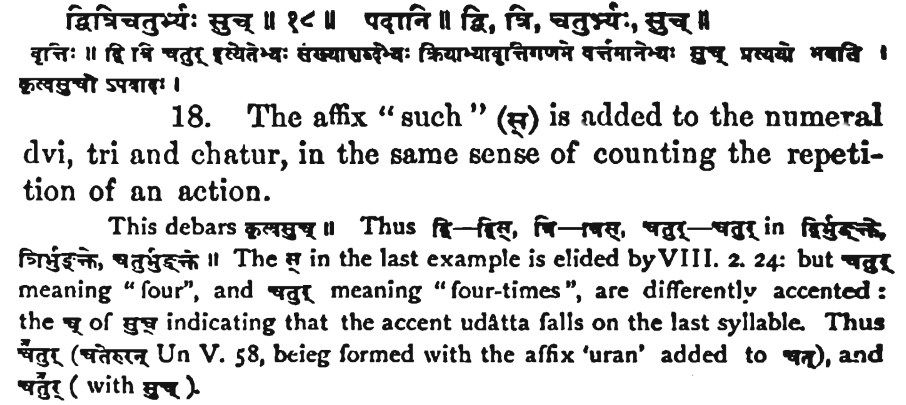 द्वित्रिचतुर्भ्यः सुच् ॥ १८ ॥ पदानि ॥ द्वि, त्रि, चतुर्भ्यः, सुच् ॥
वृत्तिः ॥ द्वि त्रि चतुर् इत्येतेभ्यः संख्याशब्देभ्यः क्रियाभ्यावृत्तिगणने वर्त्तमानेभ्यः सुच् प्रत्ययो भवति ।
कृत्वसुचो ऽपवादः ।
18. The affix "such" (स्) is added to the numeral
dvi, tri and chatur, in the same sense of counting the repeti-
tion of an action.
This debars कृत्वसुच् ॥ Thus द्वि—द्विस्, त्रि—त्रिस्, चतुर्—चतुर् in द्विर्भुङ्क्ते,
त्रिर्भुङ्क्ते, चतुर्भुङ्क्ते ॥ The स् in the last example is elided by VIII. 2. 24: but चतुर्
meaning "four", and चतुर् meaning "four-times", are differently accented:
the च् of सुच् indicating that the accent udâtta falls on the last syllable. Thus
च॑तुर् (चतेरुरन् Un V. 58, beieg formed with the affix 'uran' added to चत्), and
चतु॑र् ( with सुच् ).